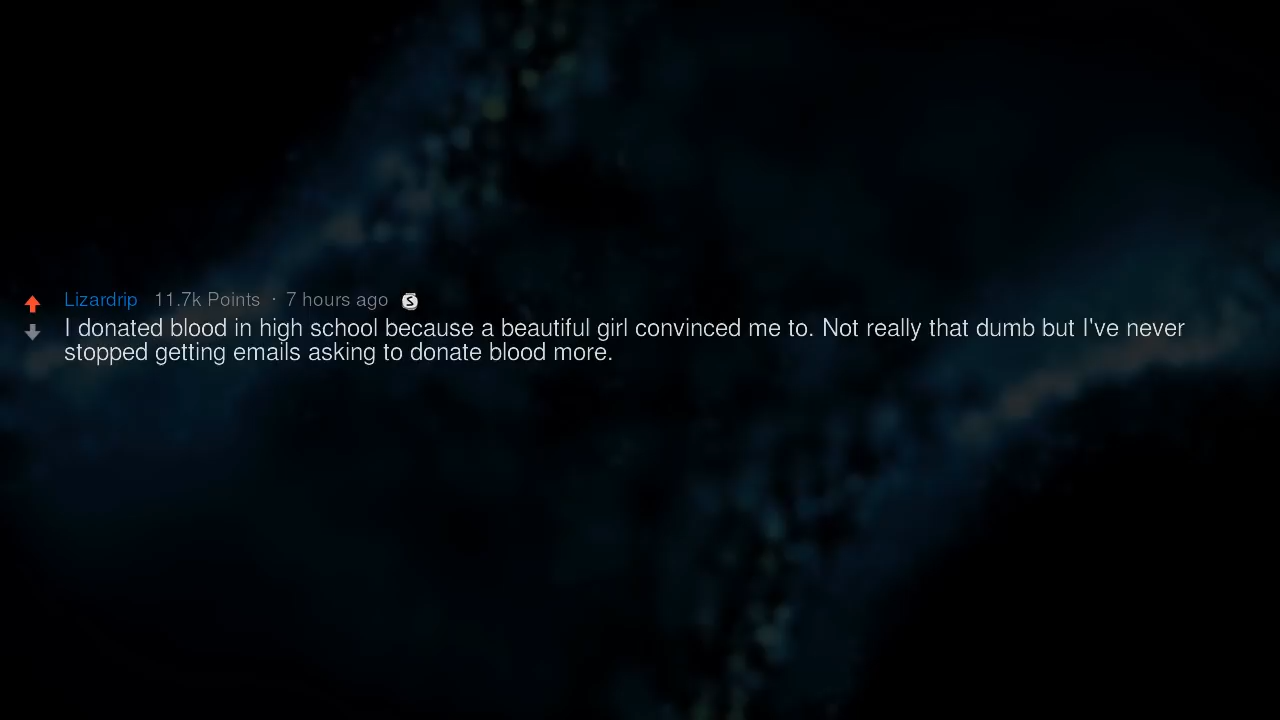 Lizardrip 11.7k Points · 7 hours ago S
I donated blood in high school because a beautiful girl convinced me to. Not really that dumb but I've never
stopped getting emails asking to donate blood more.